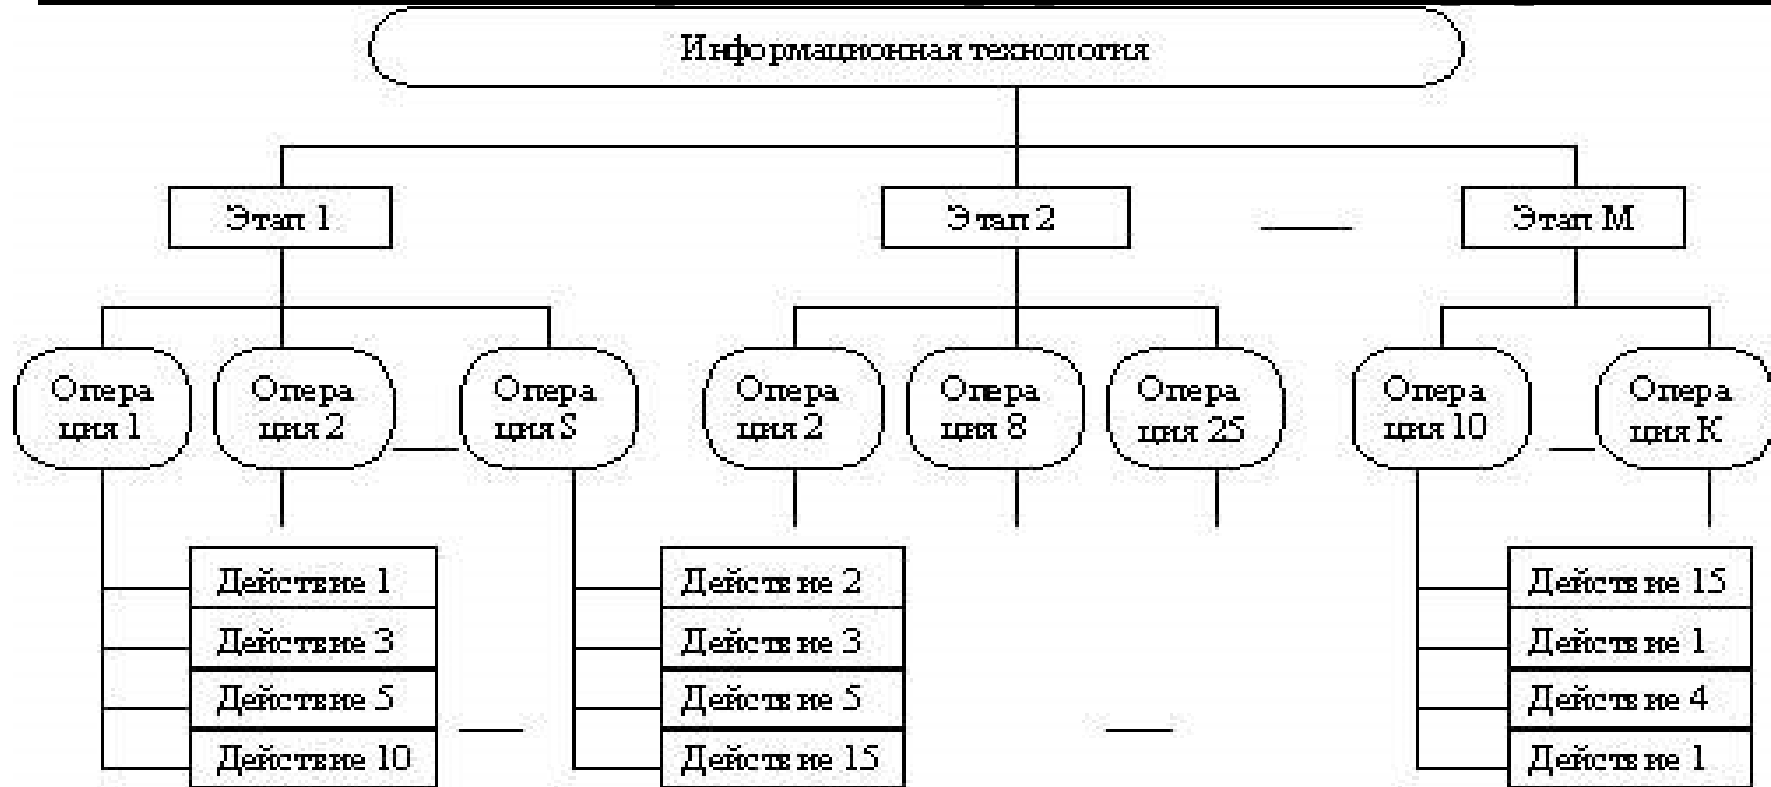 Информационная технология
Этап 1
Этап 2
Этап М
Опера
ция 1
Опера
ция 2
Опера
ция S
Опера
ция 2
Опера
ция 8
Опера
ция 25
Опера
ция 10
Опера
ция К
Действие 1
Действие 3
Действие 5
Действие 10
Действие 2
Действие 3
Действие 5
Действие 15
Действие 15
Действие 1
Действие 4
Действие 1